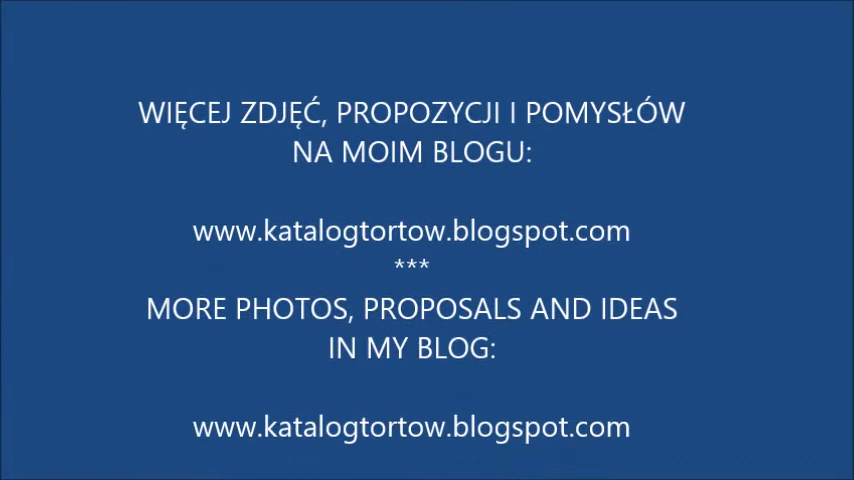 WIĘCEJ ZDJĘĆ, PROPOZYCJI I POMYSŁÓW
NA MOIM BLOGU:
www.katalogtortow.blogspot.com
***
MORE PHOTOS, PROPOSALS AND IDEAS
IN MY BLOG:
www.katalogtortow.blogspot.com